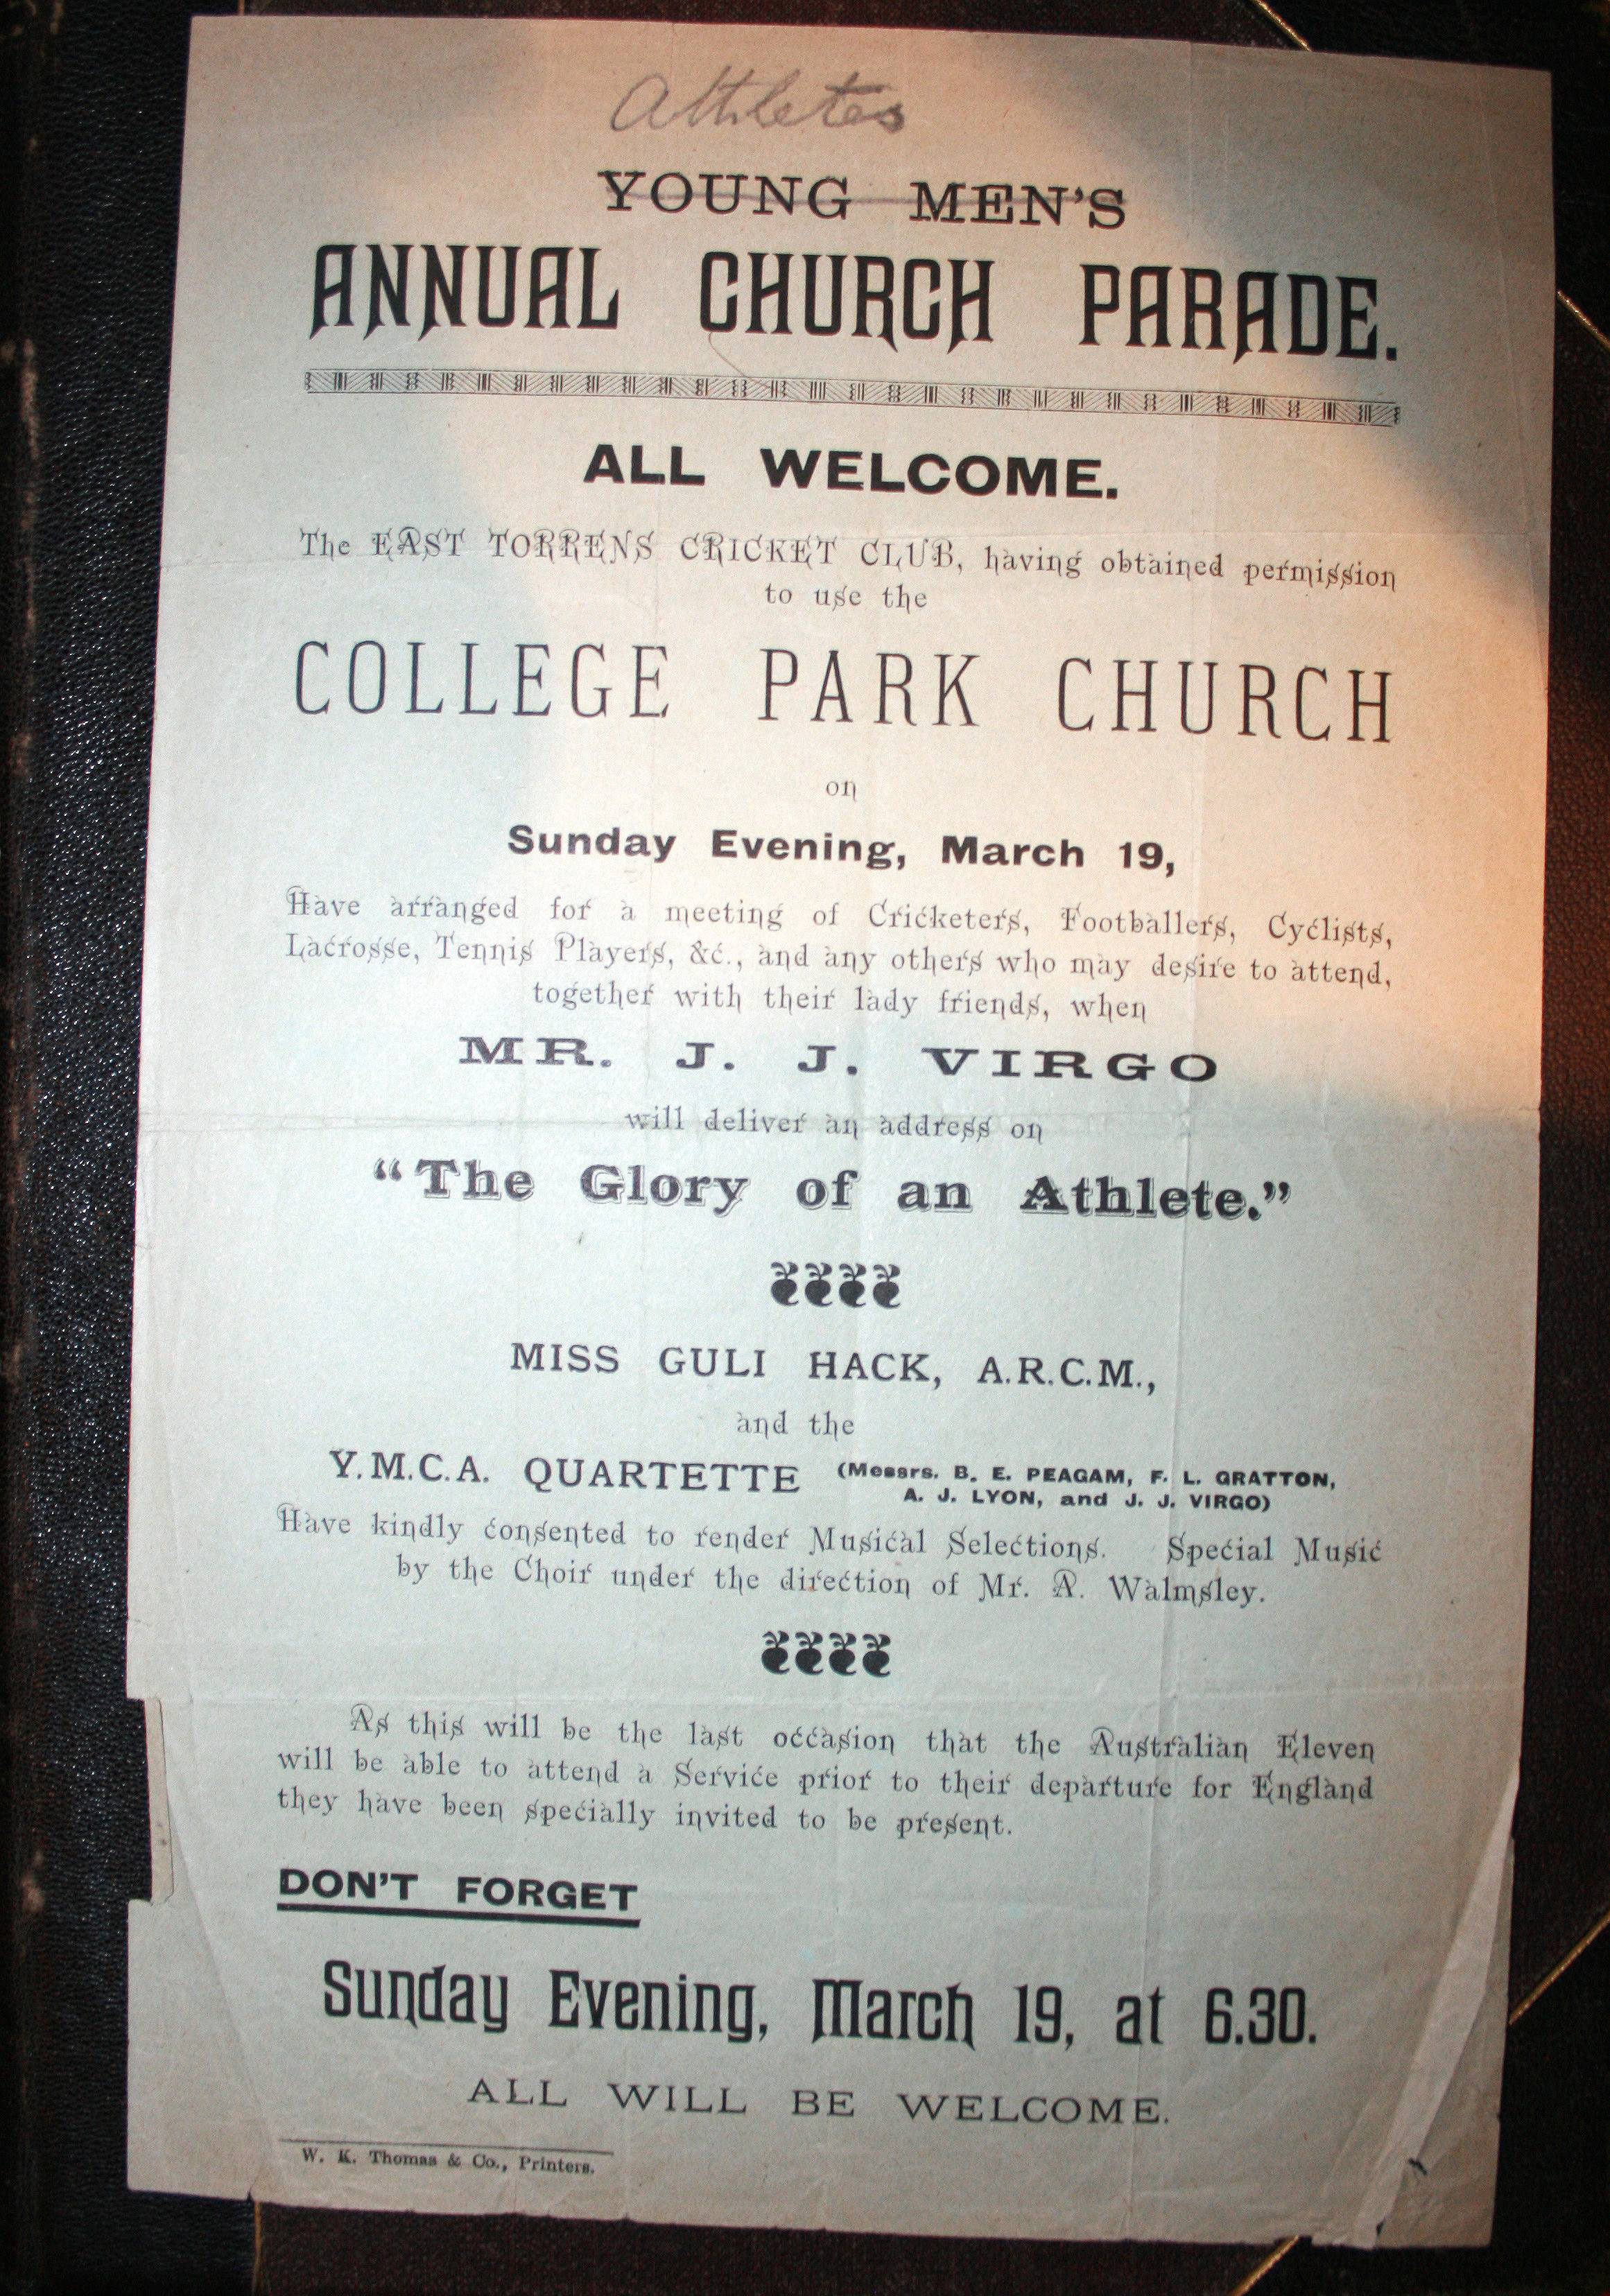 Athletes
YOUNG MEN'S
ANNUAL CHURCH PARADE.
ALL WELCOME.
The EAST TORRENS CRICKET CLUB, having obtained permission
to use the
COLLEGE PARK CHURCH
on
Sunday Evening, March 19,
Have arranged for a meeting of Cricketers, Footballers, Cyclists,
Lacrosse, Tennis Players, &c., and any others who may desire to attend,
together with their lady friends, when
MR. J. J. VIRGO
will deliver an address on
“The Glory of an Athlete.”
MISS GULI HACK, A.R.C.M.,
and the
Y.M.C.A. QUARTETTE (Messrs. B. E. PEAGAM, F. L. GRATTON,
A. J. LYON, and J. J. VIRGO)
Have kindly consented to render Musical Selections. Special Music
by the Choir under the direction of Mr. A. Walmsley.
As this will be the last occasion that the Australian Eleven
will be able to attend a Service prior to their departure for England
they have been specially invited to be present.
DON'T FORGET
Sunday Evening, March 19, at 6.30.
ALL WILL BE WELCOME.
W. K. Thomas & Co., Printers.